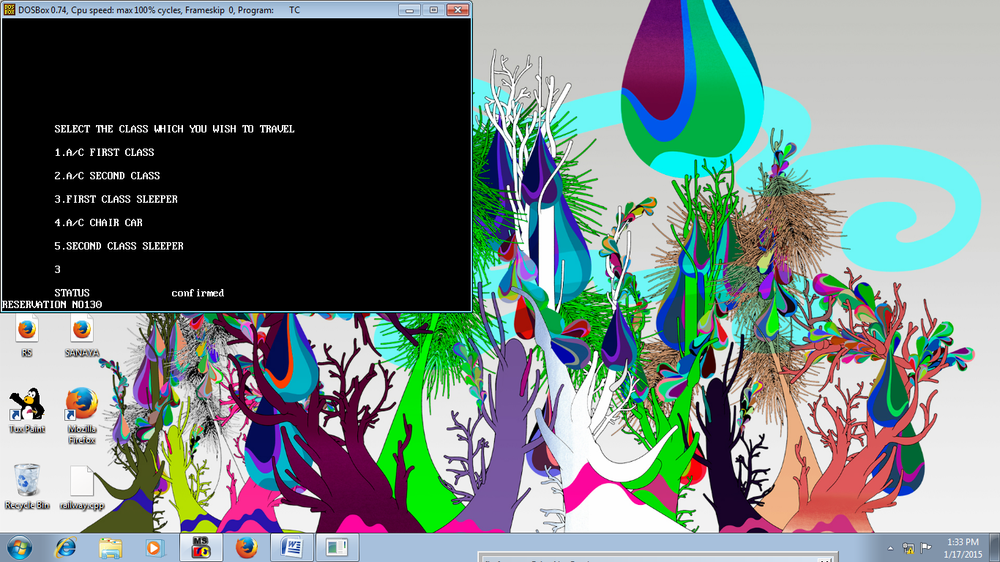 DOSBox 0.74, Cpu speed: max 100% cycles, Frameskip 0, Program: TC
SELECT THE CLASS WHICH YOU WISH TO TRAVEL
1.A/C FIRST CLASS
2.A/C SECOND CLASS
3.FIRST CLASS SLEEPER
4.A/C CHAIR CAR
5.SECOND CLASS SLEEPER
3
STATUS confirmed
RESERVATION NO130
RS
SANAYA
Tux Paint
Mozilla
Firefox
Recycle Bin
railway.cpp
MS
1:33 PM
1/17/2015